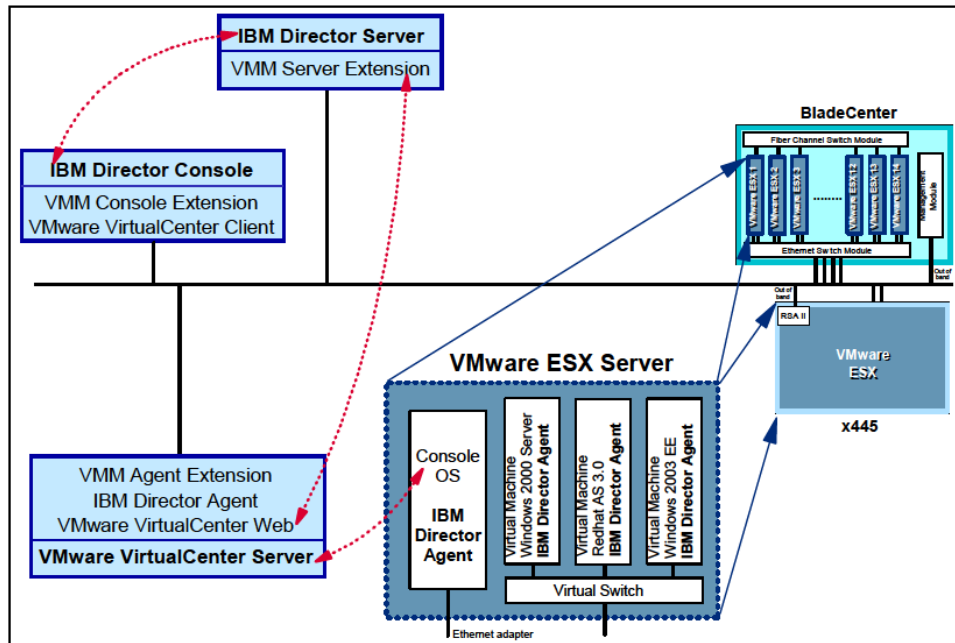 IBM Director Server
VMM Server Extension
IBM Director Console
VMM Console Extension
VMware VirtualCenter Client
BladeCenter
Fiber Channel Switch Module
VMware ESX 1
VMware ESX 2
VMware ESX 3
........
VMware ESX 12
VMware ESX 13
VMware ESX 14
Management
Module
Ethernet Switch Module
Out of
band
Out of
band
RSA II
VMware
ESX
x445
VMware ESX Server
Console
OS
IBM
Director
Agent
Virtual Machine
Windows 2000 Server
IBM Director Agent
Virtual Machine
Redhat AS 3.0
IBM Director Agent
Virtual Machine
Windows 2003 EE
IBM Director Agent
Virtual Switch
Ethernet adapter
VMM Agent Extension
IBM Director Agent
VMware VirtualCenter Web
VMware VirtualCenter Server